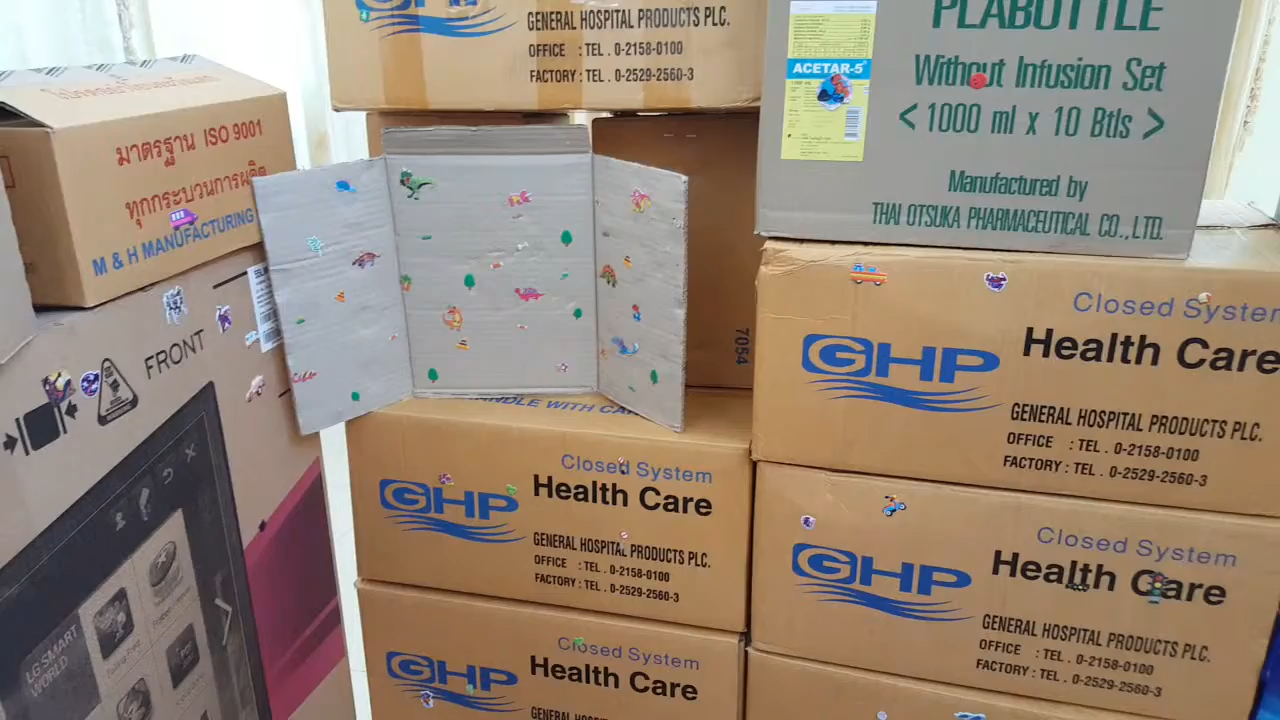 GHP
GENERAL HOSPITAL PRODUCTS PLC.
OFFICE : TEL . 0-2158-0100
FACTORY : TEL . 0-2529-2560-3
PLABOTTLE
Without Infusion Set
< 1000 ml x 10 Btls >
Manufactured by
THAI OTSUKA PHARMACEUTICAL CO., LTD.
ACETAR-5
มาตรฐาน ISO 9001
ทุกกระบวนการผลิต
M & H MANUFACTURING
FRONT
LG SMART
WORLD
7054
HANDLE WITH CARE
Closed System
GHP Health Care
GENERAL HOSPITAL PRODUCTS PLC.
OFFICE : TEL . 0-2158-0100
FACTORY : TEL . 0-2529-2560-3
Closed System
GHP Health Care
GENERAL HOSPITAL PRODUCTS PLC.
Closed System
GHP Health Care
GENERAL HOSPITAL PRODUCTS PLC.
OFFICE : TEL . 0-2158-0100
FACTORY : TEL . 0-2529-2560-3
Closed System
GHP Health Care
GENERAL HOSPITAL PRODUCTS PLC.
OFFICE : TEL . 0-2158-0100
FACTORY : TEL . 0-2529-2560-3